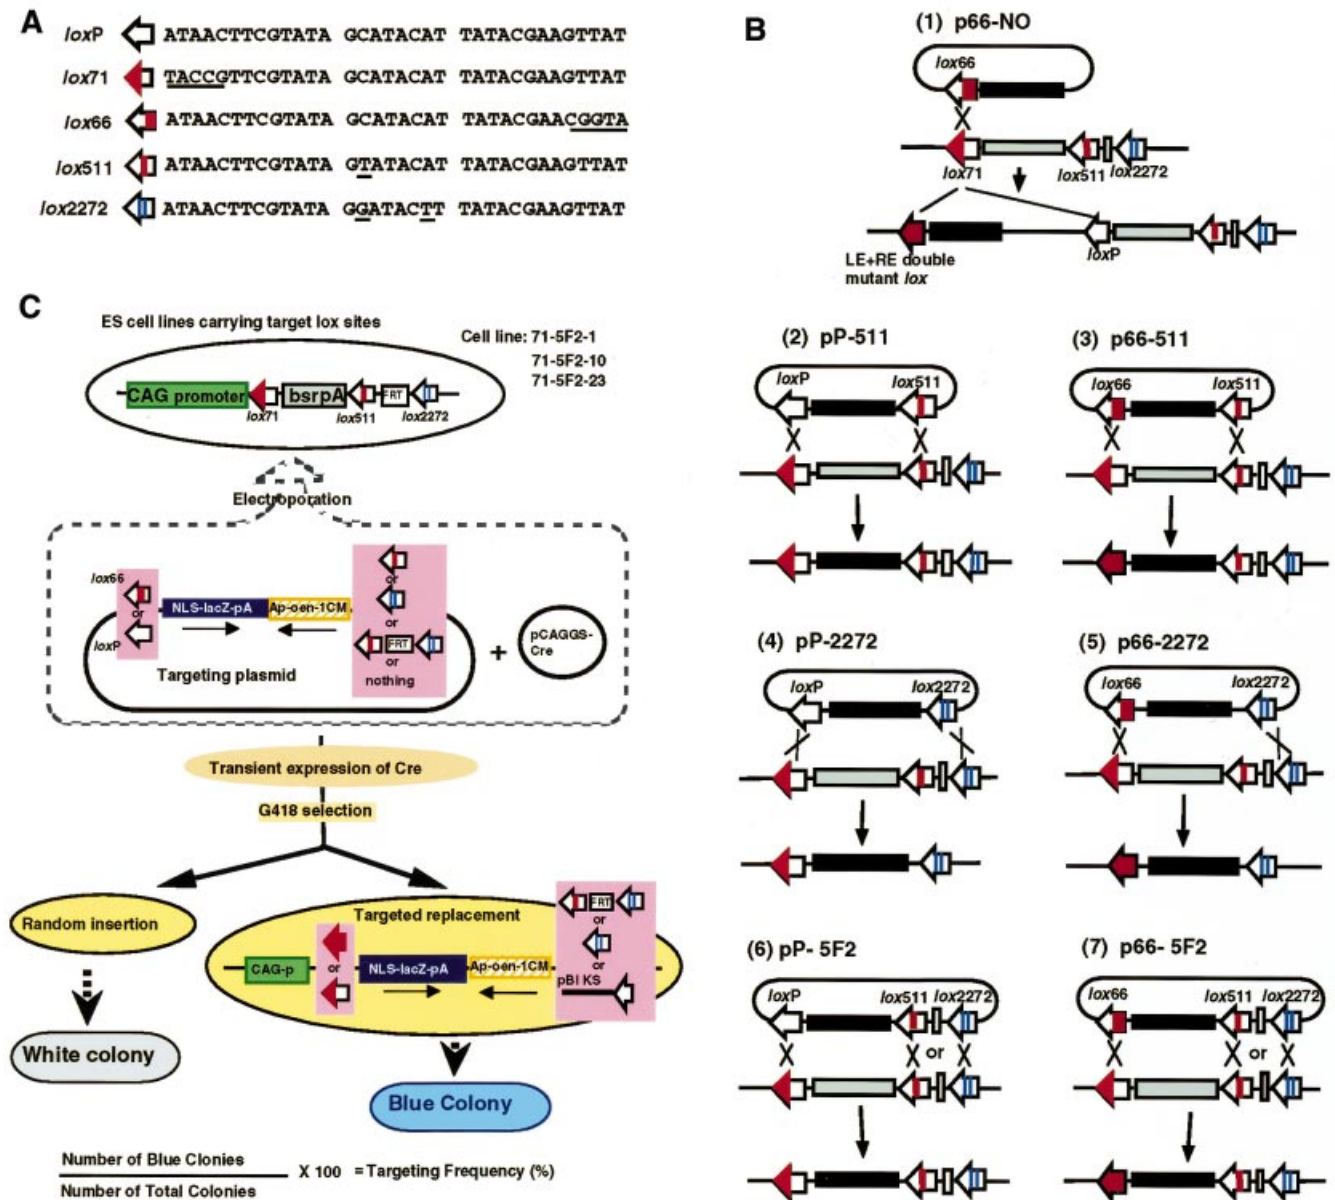 A
loxP ATAACTTCGTATA GCATACAT TATACGAAGTTAT
lox71 TACCGTTCGTATA GCATACAT TATACGAAGTTAT
lox66 ATAACTTCGTATA GCATACAT TATACGAACGGTA
lox511 ATAACTTCGTATA GTATACAT TATACGAAGTTAT
lox2272 ATAACTTCGTATA GGATACTT TATACGAAGTTAT
B
(1) p66-NO
lox66
lox71 lox511 lox2272
LE+RE double
mutant lox
loxP
(2) pP-511
loxP lox511
(3) p66-511
lox66 lox511
(4) pP-2272
loxP lox2272
(5) p66-2272
lox66 lox2272
(6) pP- 5F2
loxP lox511 lox2272
or
(7) p66- 5F2
lox66 lox511 lox2272
or
C
ES cell lines carrying target lox sites
Cell line: 71-5F2-1
71-5F2-10
71-5F2-23
CAG promoter bsrpA FRT
lox71 lox511 lox2272
Electroporation
lox66
or
loxP
NLS-lacZ-pA Ap-oen-1CM
or
or
FRT
or
nothing
Targeting plasmid
+
pCAGGS-
Cre
Transient expression of Cre
G418 selection
Random insertion
White colony
Targeted replacement
CAG-p or NLS-lacZ-pA Ap-oen-1CM
FRT
or
or
pBl KS
Blue Colony
Number of Blue Clonies
Number of Total Colonies
X 100 = Targeting Frequency (%)